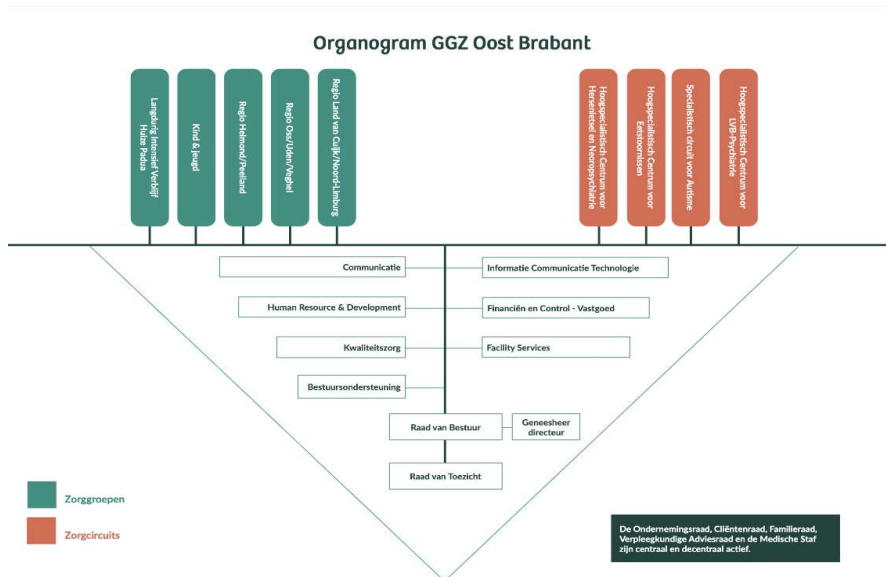 Organogram GGZ Oost Brabant
Langdurig Intensief Verblijf
Huize Padua
Kind & Jeugd
Regio Helmond/Peelland
Regio Oss/Uden/Veghel
Regio Land van Cuijk/Noord-Limburg
Hoogspecialistisch Centrum voor
Hersenietsel en Neoropsychiatrie
Hoogspecialistisch Centrum voor
Eetstoornissen
Specialistisch circuit voor Autisme
Hoogspecialistisch Centrum voor
LVB-Psychiatrie
Communicatie
Informatie Communicatie Technologie
Human Resource & Development
Financiën en Control - Vastgoed
Kwaliteitszorg
Facility Services
Bestuursondersteuning
Raad van Bestuur
Geneesheer
directeur
Raad van Toezicht
Zorggroepen
Zorgcircuits
De Ondernemingsraad, Cliëntenraad, Familieraad,
Verpleegkundige Adviesraad en de Medische Staf
zijn centraal en decentraal actief.